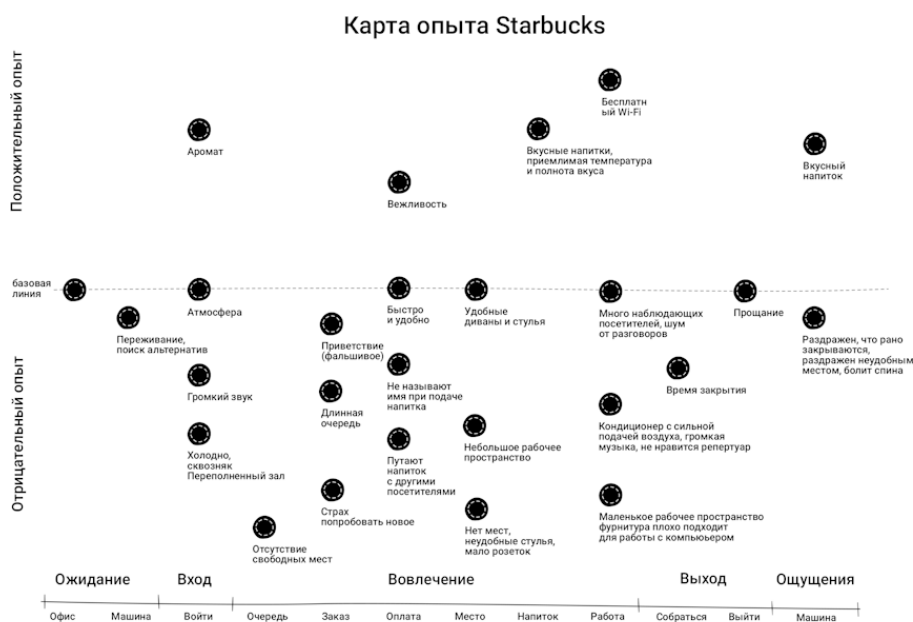 Карта опыта Starbucks
Положительный опыт
Бесплатн
ый Wi-Fi
Аромат
Вкусные напитки,
приемлимая температура
и полнота вкуса
Вкусный
напиток
Вежливость
базовая
линия
Атмосфера
Быстро
и удобно
Удобные
диваны и стулья
Много наблюдающих
посетителей, шум
от разговоров
Прощание
Отрицательный опыт
Переживание,
поиск альтернатив
Приветствие
(фальшивое)
Раздражен, что рано
закрываются,
раздражен неудобным
местом, болит спина
Громкий звук
Не называют
имя при подаче
напитка
Время закрытия
Длинная
очередь
Кондиционер с сильной
подачей воздуха, громкая
музыка, не нравится репертуар
Холодно,
сквозняк
Переполненный зал
Небольшое рабочее
пространство
Путают
напиток
с другими
посетителями
Страх
попробовать новое
Маленькое рабочее пространство
фурнитура плохо подходит
для работы с компьюьером
Нет мест,
неудобные стулья,
мало розеток
Отсутствие
свободных мест
Ожидание Вход Вовлечение Выход Ощущения
Офис Машина Войти Очередь Заказ Оплата Место Напиток Работа Собраться Выйти Машина